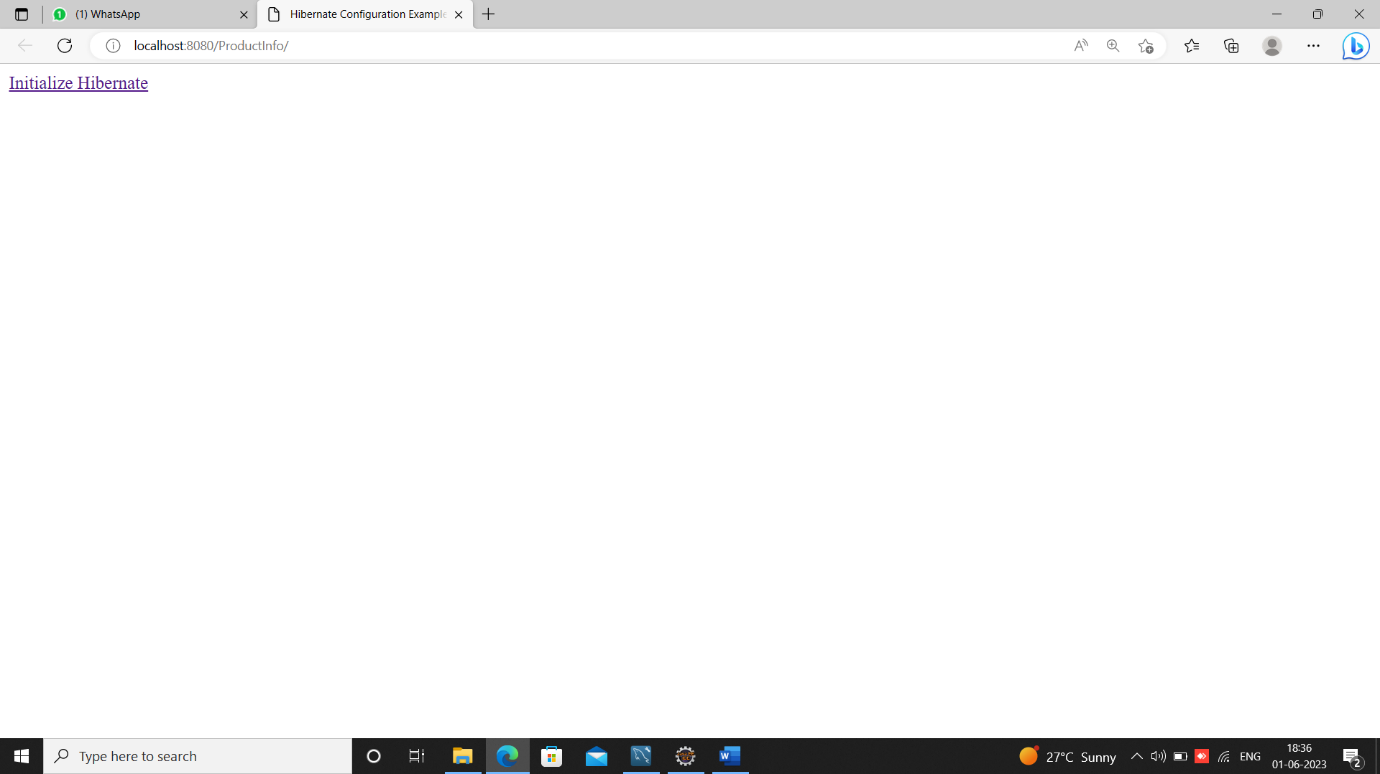 (1) WhatsApp
Hibernate Configuration Example
localhost:8080/ProductInfo/
Initialize Hibernate
Type here to search
27°C Sunny
ENG
18:36
01-06-2023
2